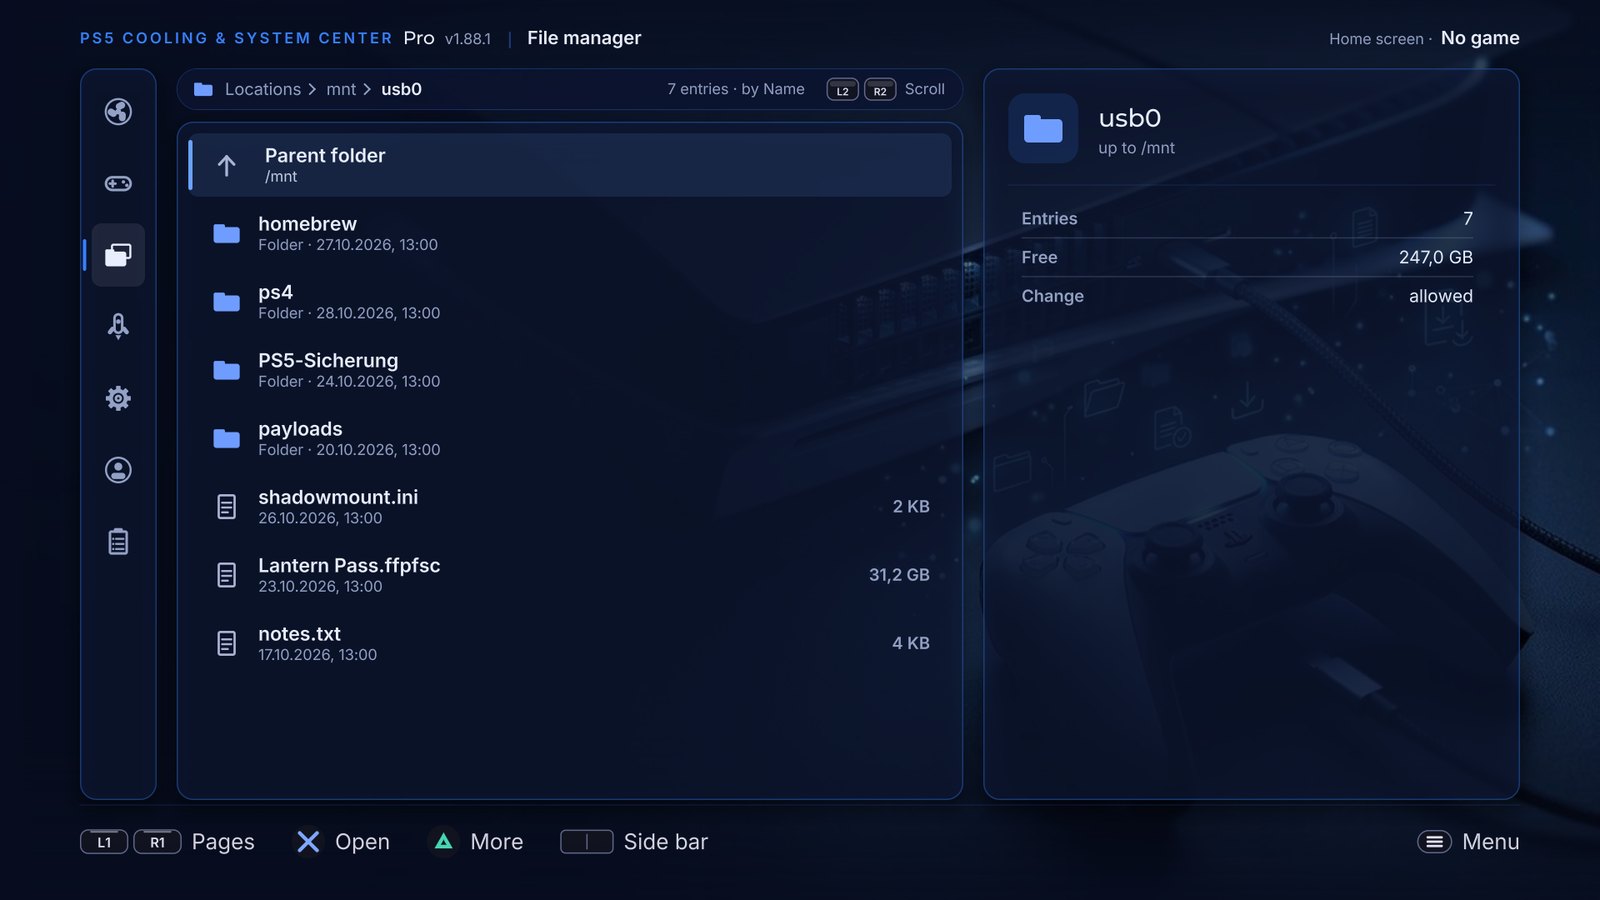 PS5 COOLING & SYSTEM CENTER Pro v1.88.1 | File manager
Home screen · No game
Locations > mnt > usb0
7 entries · by Name
L2 R2 Scroll
Parent folder
/mnt
homebrew
Folder · 27.10.2026, 13:00
ps4
Folder · 28.10.2026, 13:00
PS5-Sicherung
Folder · 24.10.2026, 13:00
payloads
Folder · 20.10.2026, 13:00
shadowmount.ini
26.10.2026, 13:00
2 KB
Lantern Pass.ffpfsc
23.10.2026, 13:00
31,2 GB
notes.txt
17.10.2026, 13:00
4 KB
usb0
up to /mnt
Entries 7
Free 247,0 GB
Change allowed
L1 R1 Pages
Open
More
Side bar
Menu